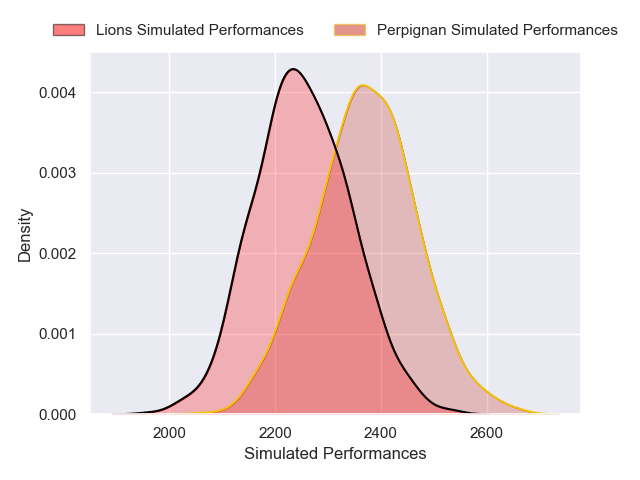 Lions Simulated Performances Perpignan Simulated Performances
0.004
0.003
0.002
0.001
0.000
Density
2000 2200 2400 2600
Simulated Performances